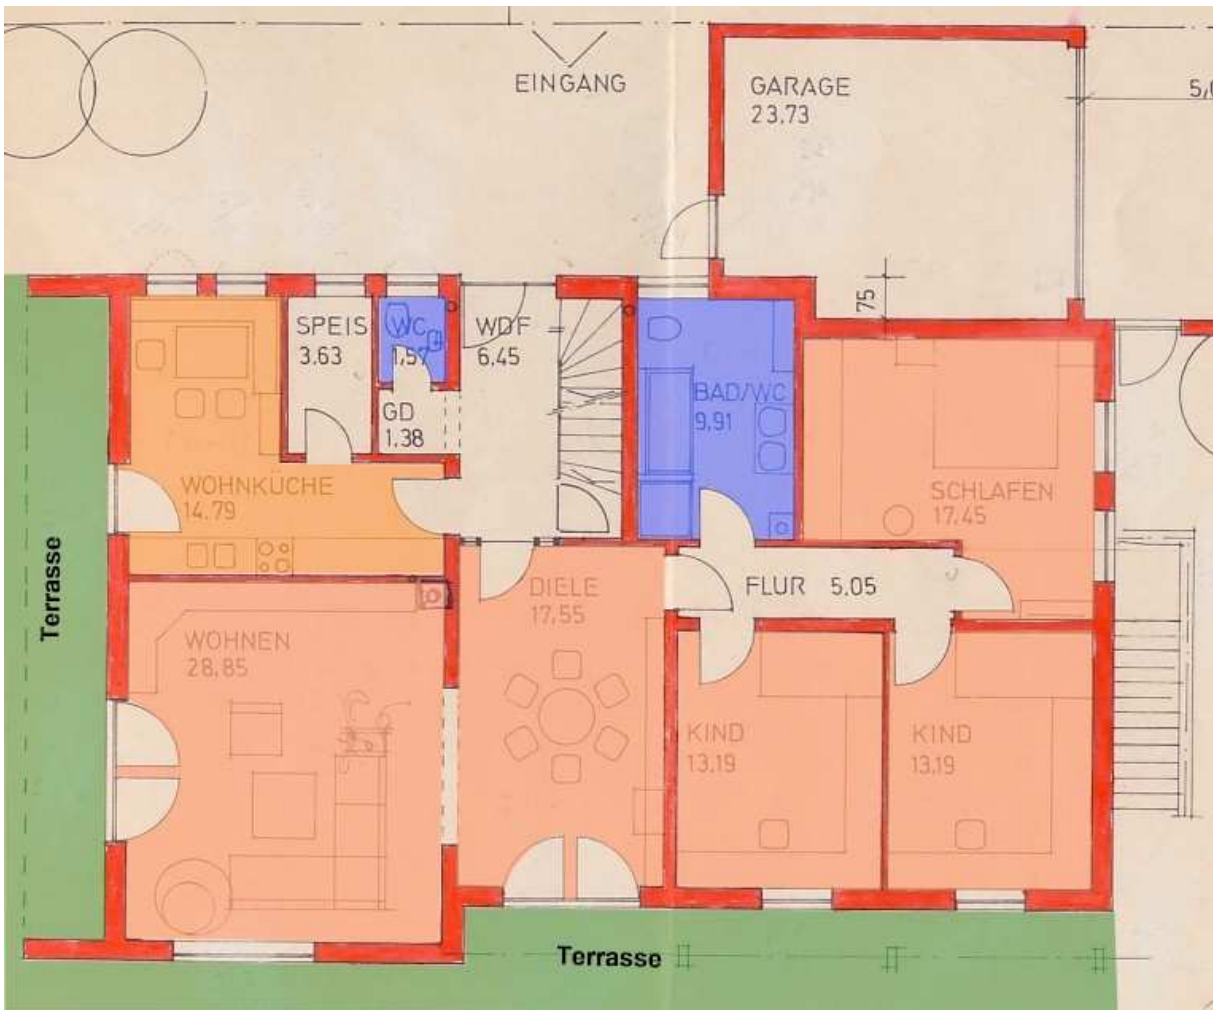 EINGANG
GARAGE
23.73
5,0
75
SPEIS
3.63
WC
1,57
WDF
6.45
GD
1.38
BAD/WC
9,91
WOHNKÜCHE
14.79
SCHLAFEN
17.45
Terrasse
DIELE
17.55
FLUR 5.05
WOHNEN
28.85
KIND
13.19
KIND
13.19
Terrasse